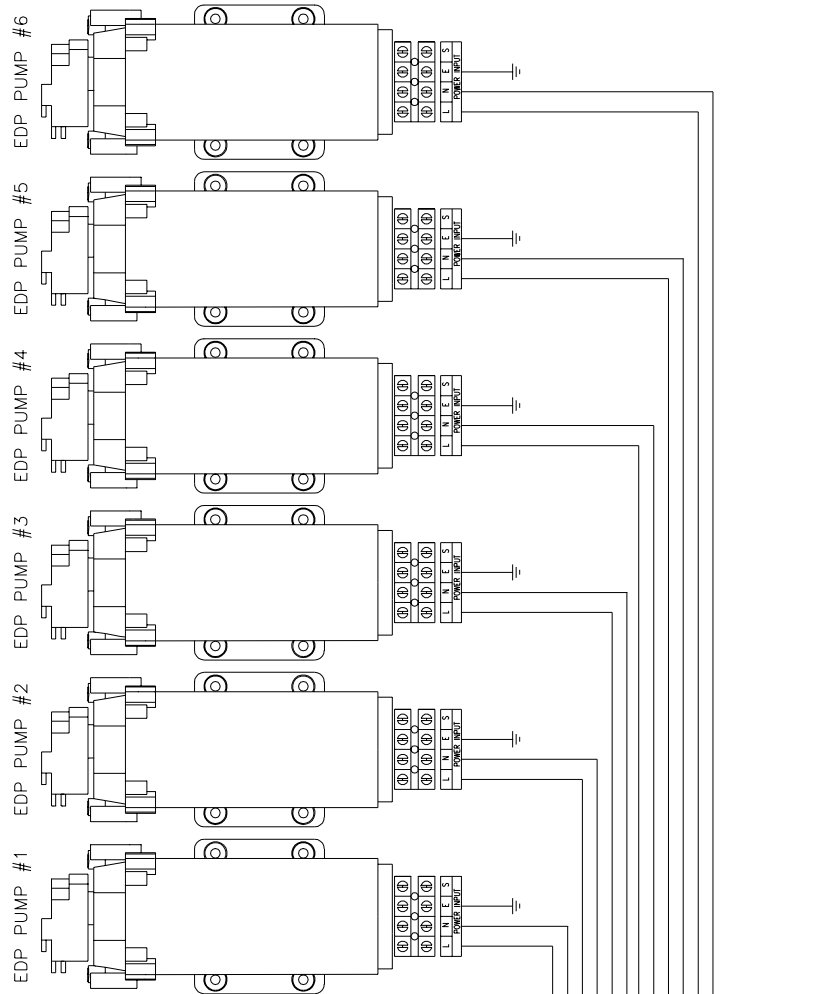 EDP PUMP #6
S
E
N
L
POWER INPUT
EDP PUMP #5
S
E
N
L
POWER INPUT
EDP PUMP #4
S
E
N
L
POWER INPUT
EDP PUMP #3
S
E
N
L
POWER INPUT
EDP PUMP #2
S
E
N
L
POWER INPUT
EDP PUMP #1
S
E
N
L
POWER INPUT